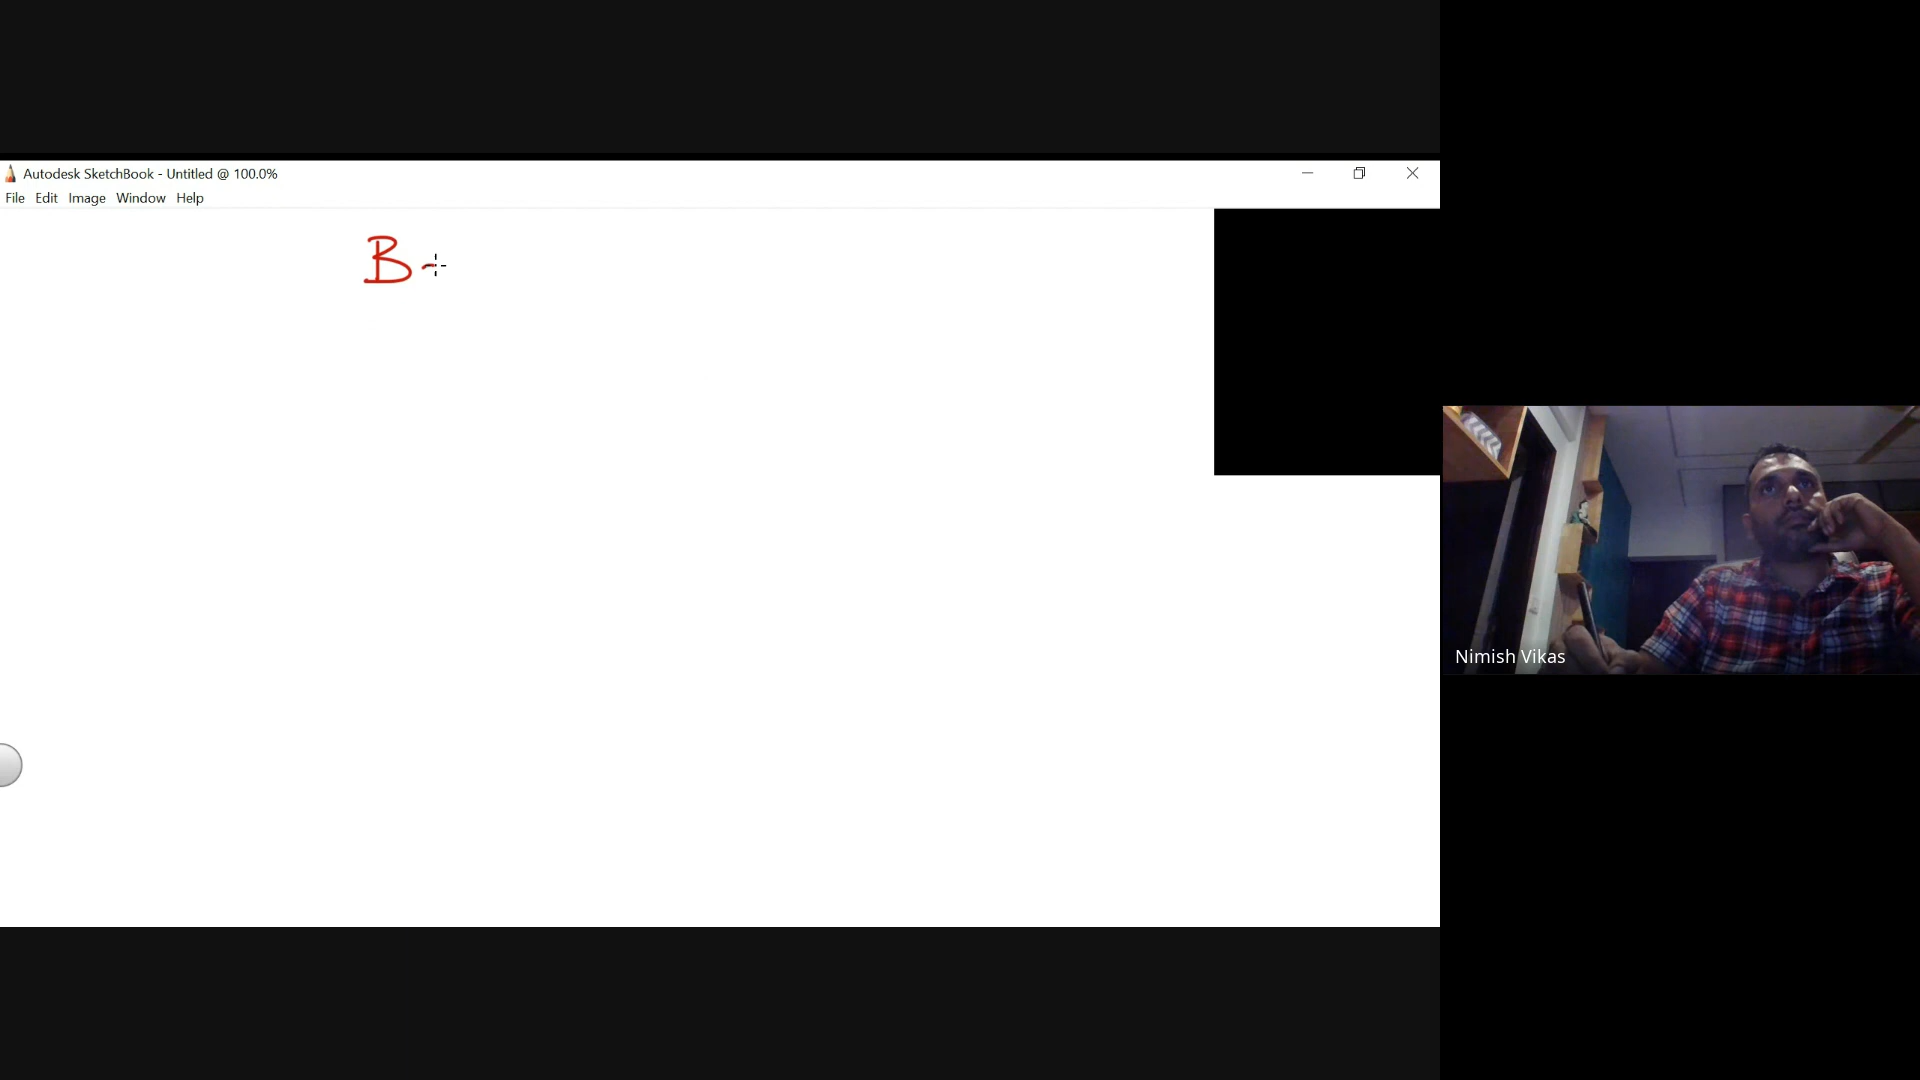 Autodesk SketchBook - Untitled @ 100.0%
File Edit Image Window Help
B -
Nimish Vikas